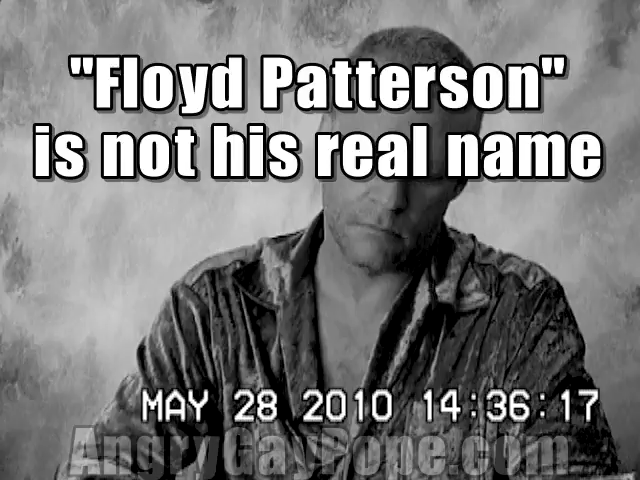 "Floyd Patterson"
is not his real name
MAY 28 2010 14:36:17
AngryGayPope.com